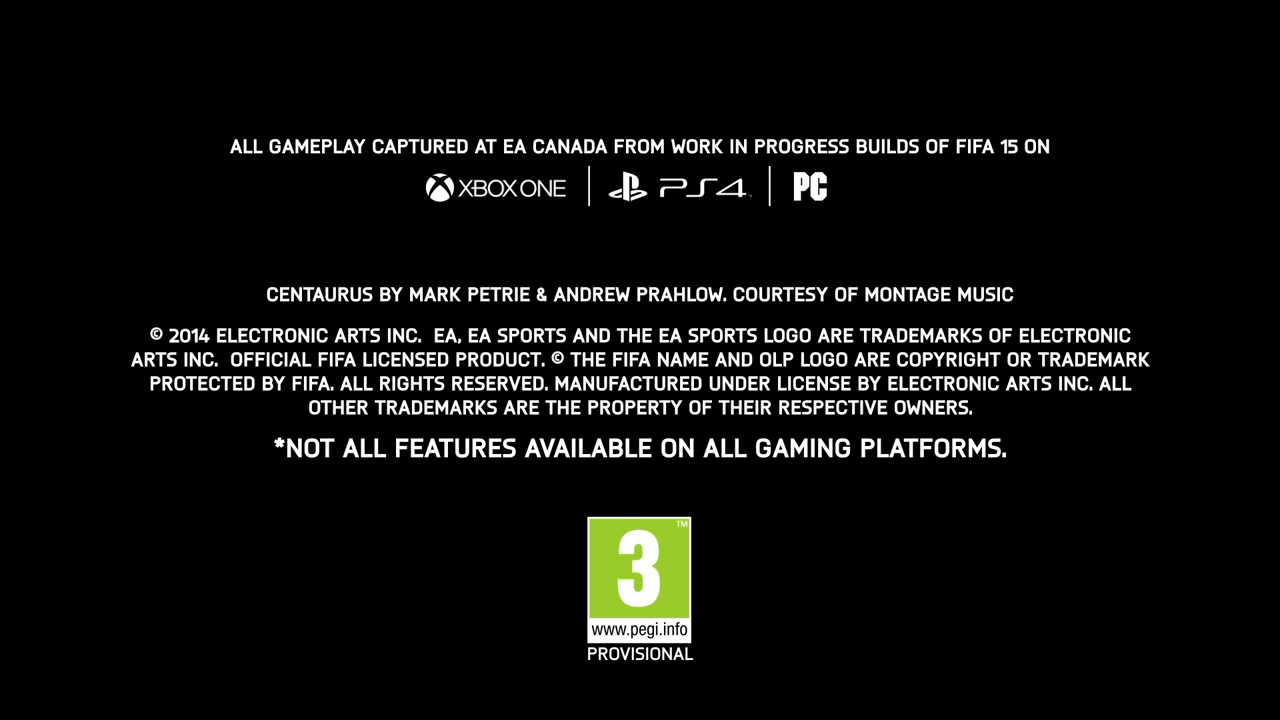 ALL GAMEPLAY CAPTURED AT EA CANADA FROM WORK IN PROGRESS BUILDS OF FIFA 15 ON
XBOX ONE | PS4™ | PC
CENTAURUS BY MARK PETRIE & ANDREW PRAHLOW. COURTESY OF MONTAGE MUSIC
© 2014 ELECTRONIC ARTS INC.  EA, EA SPORTS AND THE EA SPORTS LOGO ARE TRADEMARKS OF ELECTRONIC
ARTS INC.  OFFICIAL FIFA LICENSED PRODUCT. © THE FIFA NAME AND OLP LOGO ARE COPYRIGHT OR TRADEMARK
PROTECTED BY FIFA. ALL RIGHTS RESERVED. MANUFACTURED UNDER LICENSE BY ELECTRONIC ARTS INC. ALL
OTHER TRADEMARKS ARE THE PROPERTY OF THEIR RESPECTIVE OWNERS.
*NOT ALL FEATURES AVAILABLE ON ALL GAMING PLATFORMS.
3™
www.pegi.info
PROVISIONAL